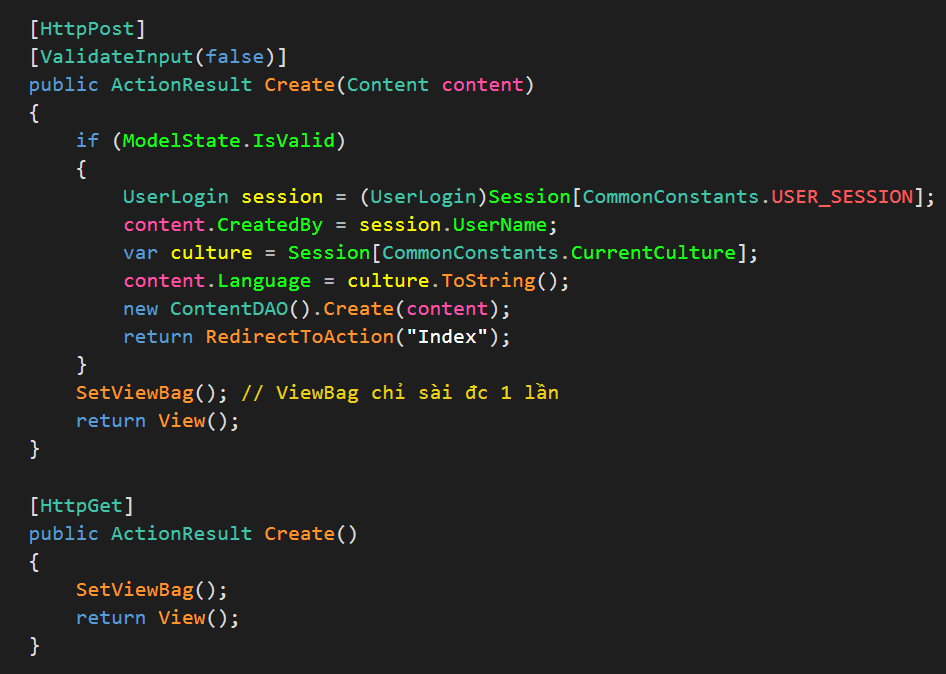 [HttpPost]
[ValidateInput(false)]
public ActionResult Create(Content content)
{
    if (ModelState.IsValid)
    {
        UserLogin session = (UserLogin)Session[CommonConstants.USER_SESSION];
        content.CreatedBy = session.UserName;
        var culture = Session[CommonConstants.CurrentCulture];
        content.Language = culture.ToString();
        new ContentDAO().Create(content);
        return RedirectToAction("Index");
    }
    SetViewBag(); // ViewBag chỉ sài đc 1 lần
    return View();
}

[HttpGet]
public ActionResult Create()
{
    SetViewBag();
    return View();
}